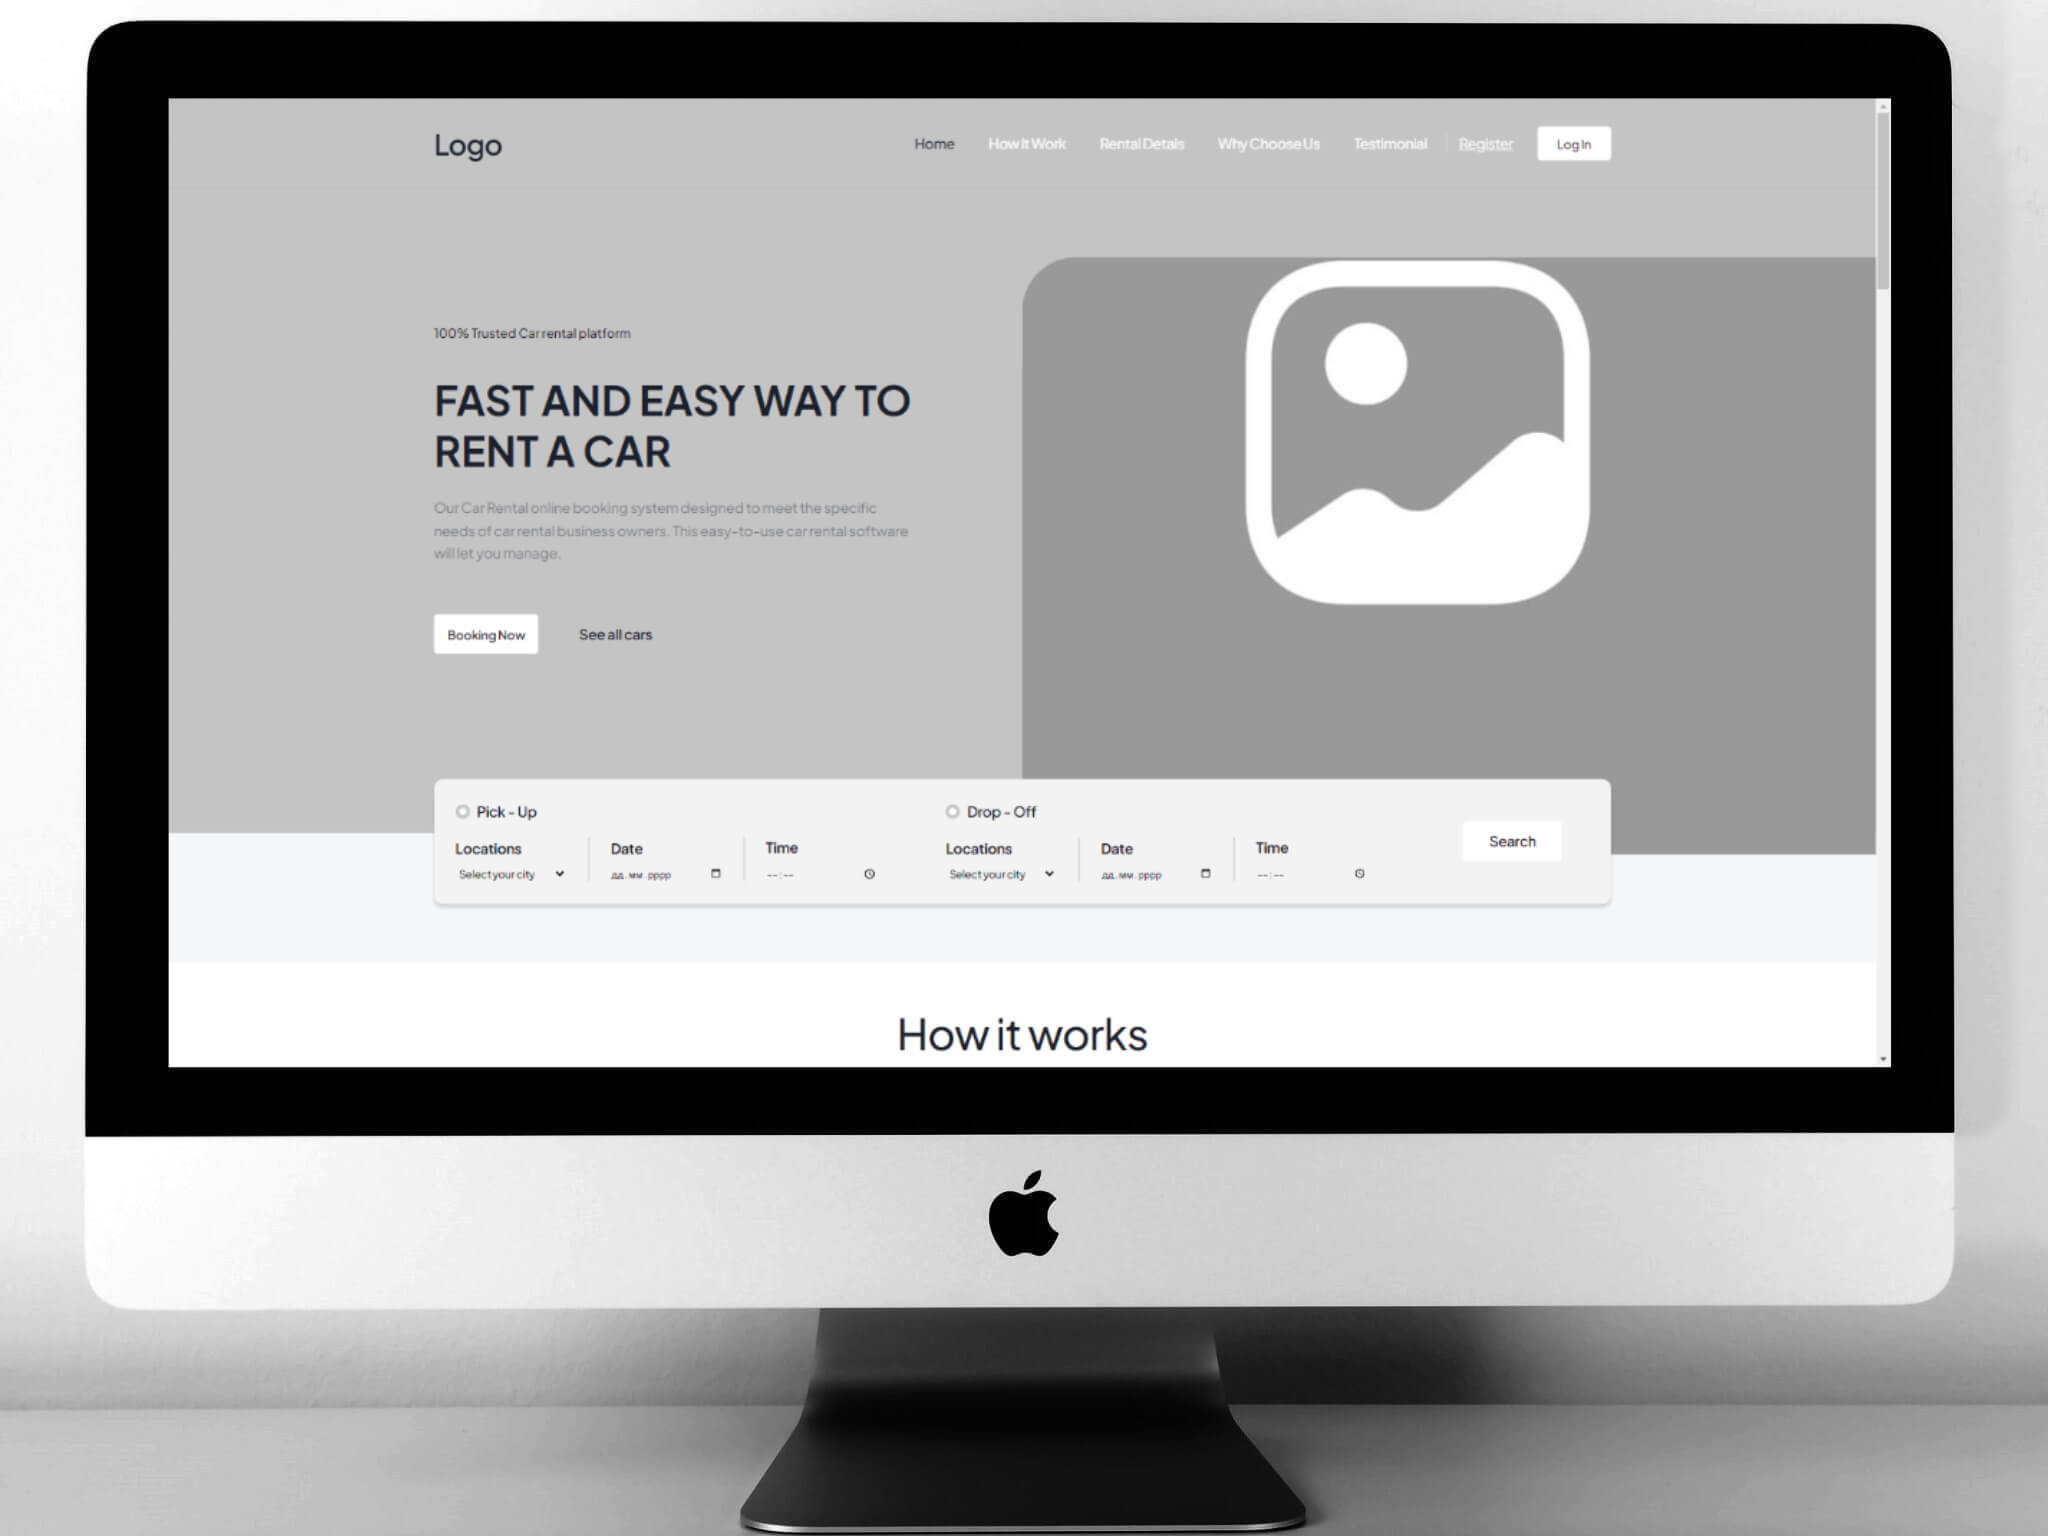 Logo
Home
How It Work
Rental Detals
Why Choose Us
Testimonial
Register
Log In
100% Trusted Car rental platform
FAST AND EASY WAY TO
RENT A CAR
Our Car Rental online booking system designed to meet the specific
needs of car rental business owners. This easy-to-use car rental software
will let you manage.
Booking Now
See all cars
Pick - Up
Locations
Select your city
Date
дд.мм.рррр
Time
--:--
Drop - Off
Locations
Select your city
Date
дд.мм.рррр
Time
--:--
Search
How it works